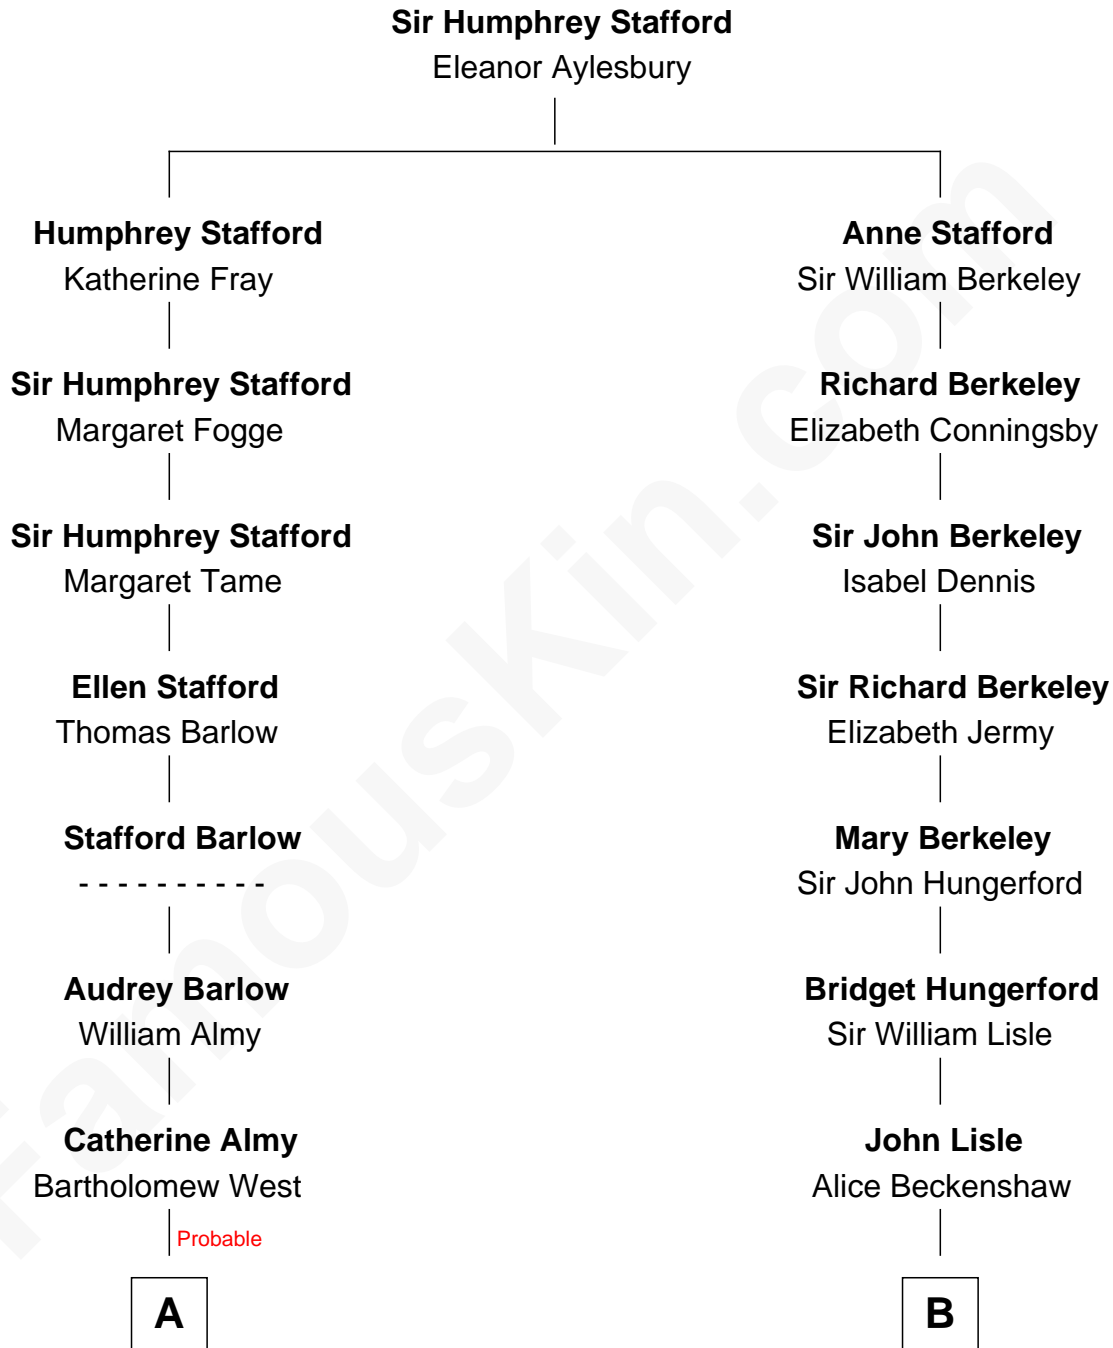 Sir Humphrey Stafford
Eleanor Aylesbury
Humphrey Stafford
Katherine Fray
Sir Humphrey Stafford
Margaret Fogge
Sir Humphrey Stafford
Margaret Tame
Ellen Stafford
Thomas Barlow
Stafford Barlow
- - - - - - - - - -
Audrey Barlow
William Almy
Catherine Almy
Bartholomew West
Probable
A
Anne Stafford
Sir William Berkeley
Richard Berkeley
Elizabeth Conningsby
Sir John Berkeley
Isabel Dennis
Sir Richard Berkeley
Elizabeth Jermy
Mary Berkeley
Sir John Hungerford
Bridget Hungerford
Sir William Lisle
John Lisle
Alice Beckenshaw
B
FamousKin.com